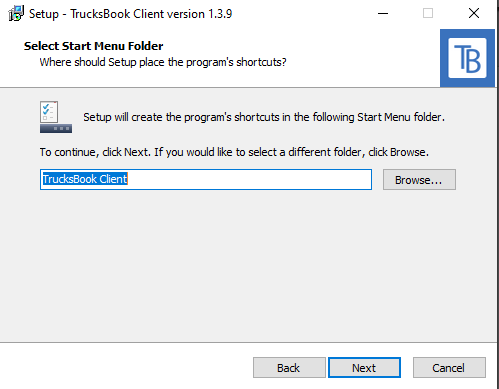 Setup - TrucksBook Client version 1.3.9
Select Start Menu Folder
Where should Setup place the program's shortcuts?
TB
Setup will create the program's shortcuts in the following Start Menu folder.
To continue, click Next. If you would like to select a different folder, click Browse.
TrucksBook Client
Browse...
Back
Next
Cancel